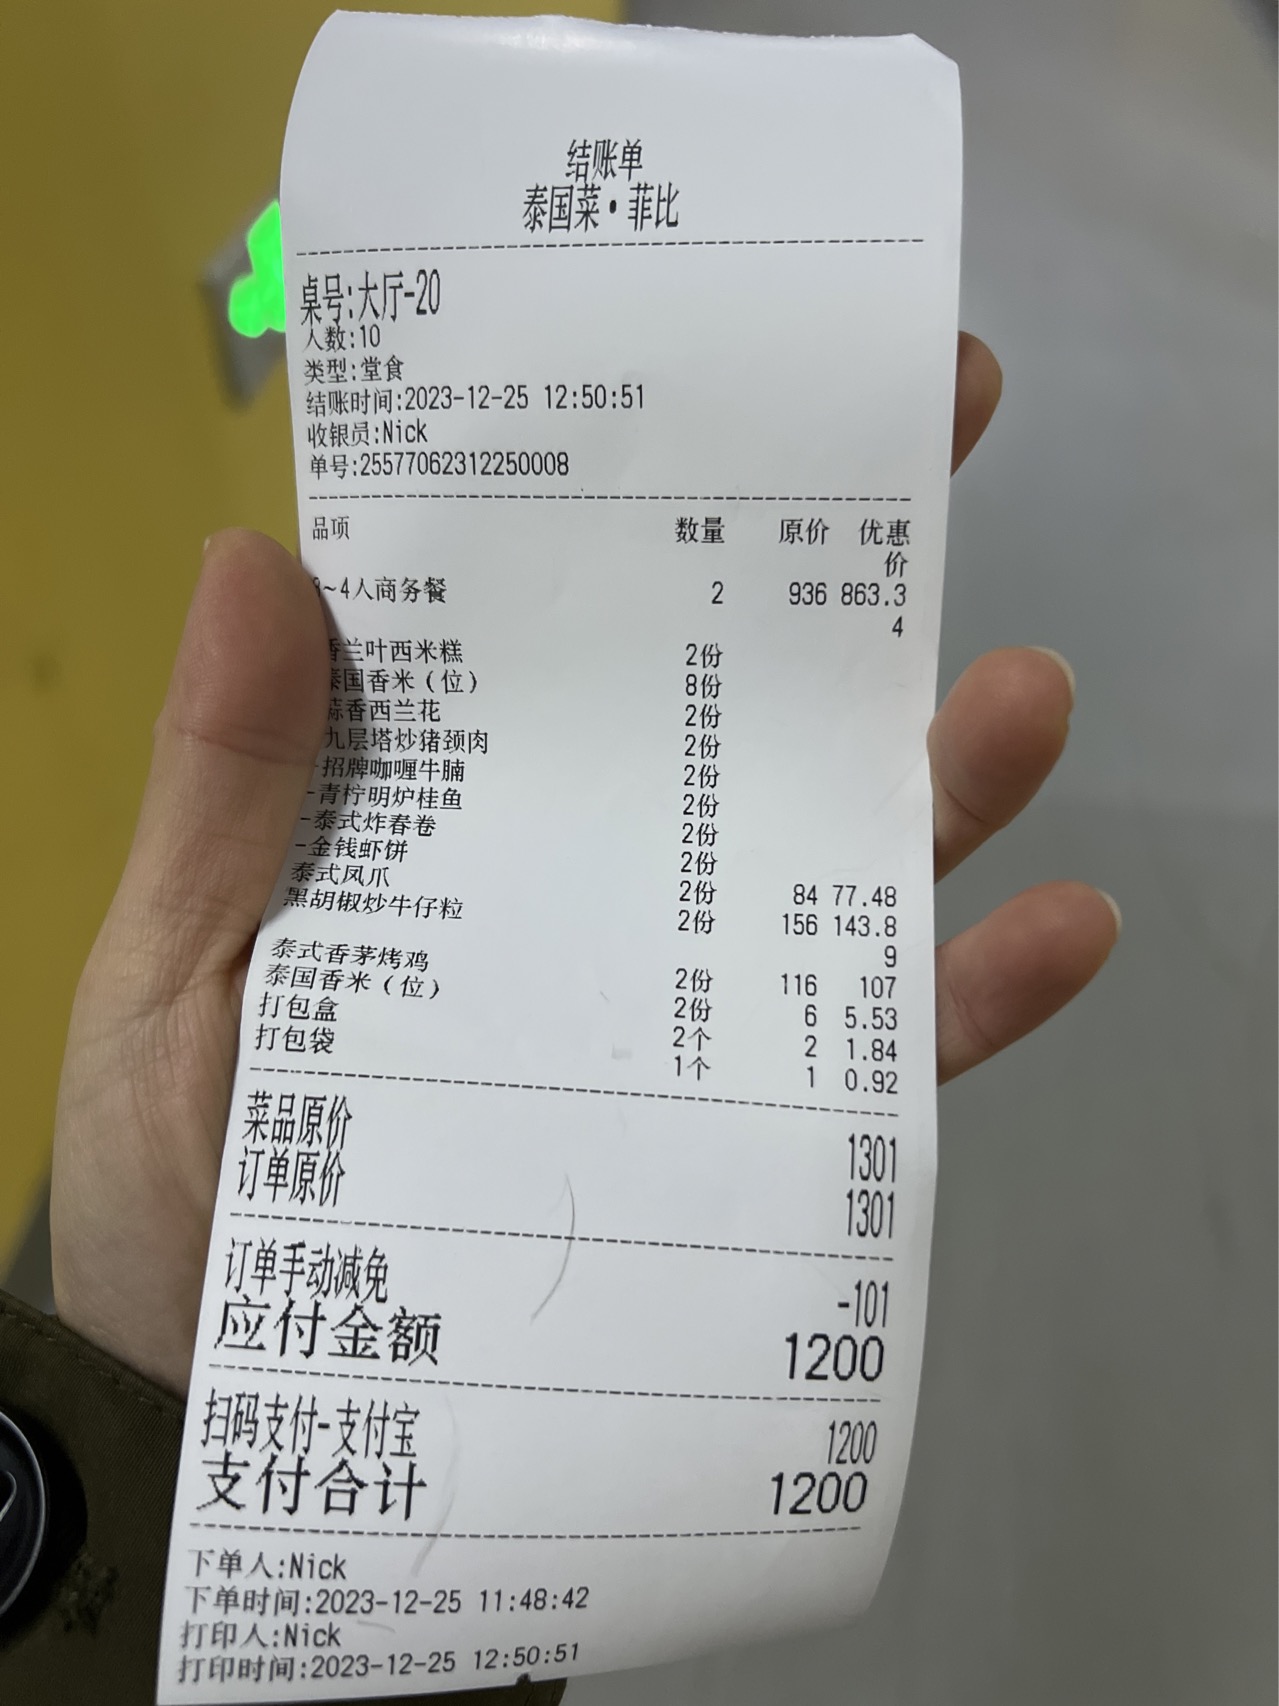 结账单
泰国菜·菲比
桌号:大厅-20
人数:10
类型:堂食
结账时间:2023-12-25 12:50:51
收银员:Nick
单号:25577062312250008
品项 数量 原价 优惠
价
~4人商务餐 2 936 863.3
4
香兰叶西米糕 2份
泰国香米(位) 8份
蒜香西兰花 2份
九层塔炒猪颈肉 2份
-招牌咖喱牛腩 2份
-青柠明炉桂鱼 2份
-泰式炸春卷 2份
-金钱虾饼 2份
泰式凤爪 2份 84 77.48
黑胡椒炒牛仔粒 2份 156 143.8
9
泰式香茅烤鸡 2份 116 107
泰国香米(位) 2份 6 5.53
打包盒 2个 2 1.84
打包袋 1个 1 0.92
菜品原价 1301
订单原价 1301
订单手动减免 -101
应付金额 1200
扫码支付-支付宝 1200
支付合计 1200
下单人:Nick
下单时间:2023-12-25 11:48:42
打印人:Nick
打印时间:2023-12-25 12:50:51